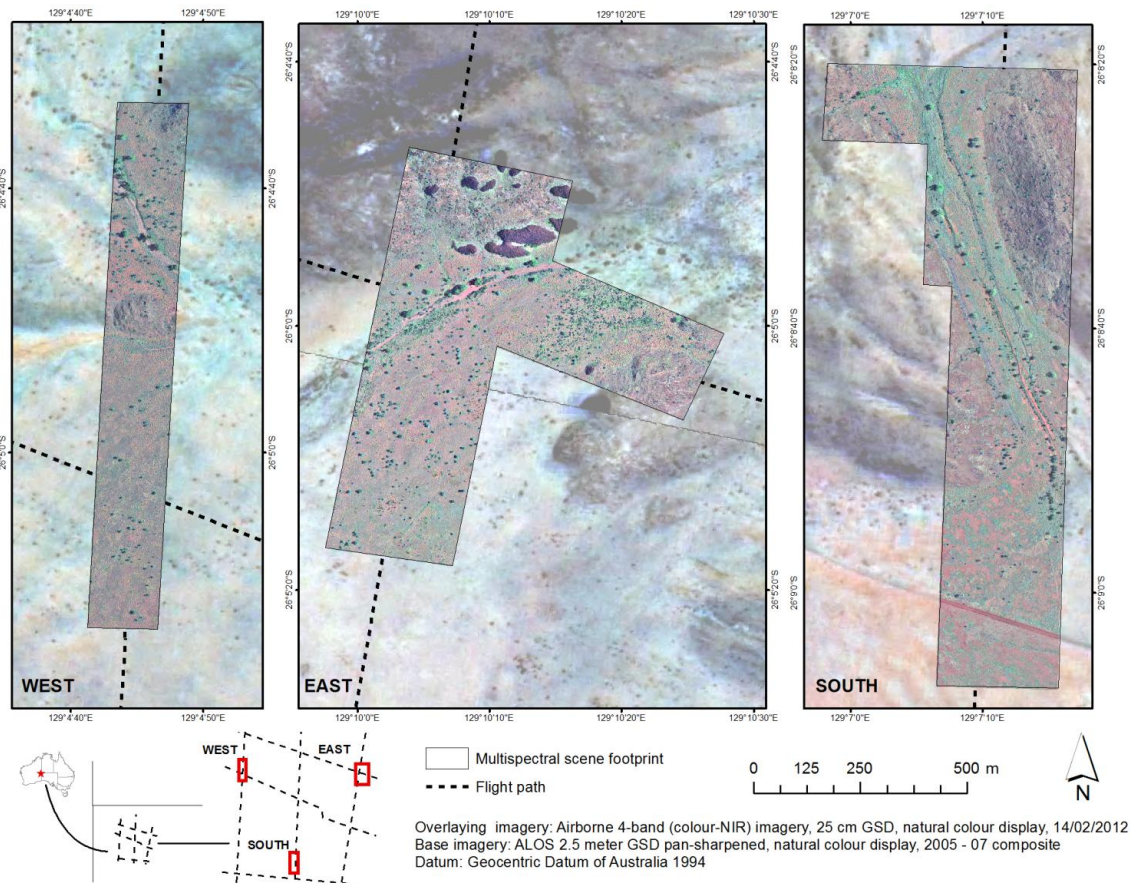 129°4'40"E 129°4'50"E 129°10'0"E 129°10'10"E 129°10'20"E 129°10'30"E 129°7'0"E 129°7'10"E
26°4'40"S 26°4'40"S 26°8'20"S
26°4'40"S
26°5'0"S 26°5'0"S 26°8'40"S
26°5'0"S
26°5'20"S 26°5'20"S 26°9'0"S 26°9'0"S
WEST EAST SOUTH
129°4'40"E 129°4'50"E 129°10'0"E 129°10'10"E 129°10'20"E 129°10'30"E 129°7'0"E 129°7'10"E
WEST EAST
SOUTH
Multispectral scene footprint
Flight path
0 125 250 500 m
N
Overlaying imagery: Airborne 4-band (colour-NIR) imagery, 25 cm GSD, natural colour display, 14/02/2012
Base imagery: ALOS 2.5 meter GSD pan-sharpened, natural colour display, 2005 - 07 composite
Datum: Geocentric Datum of Australia 1994